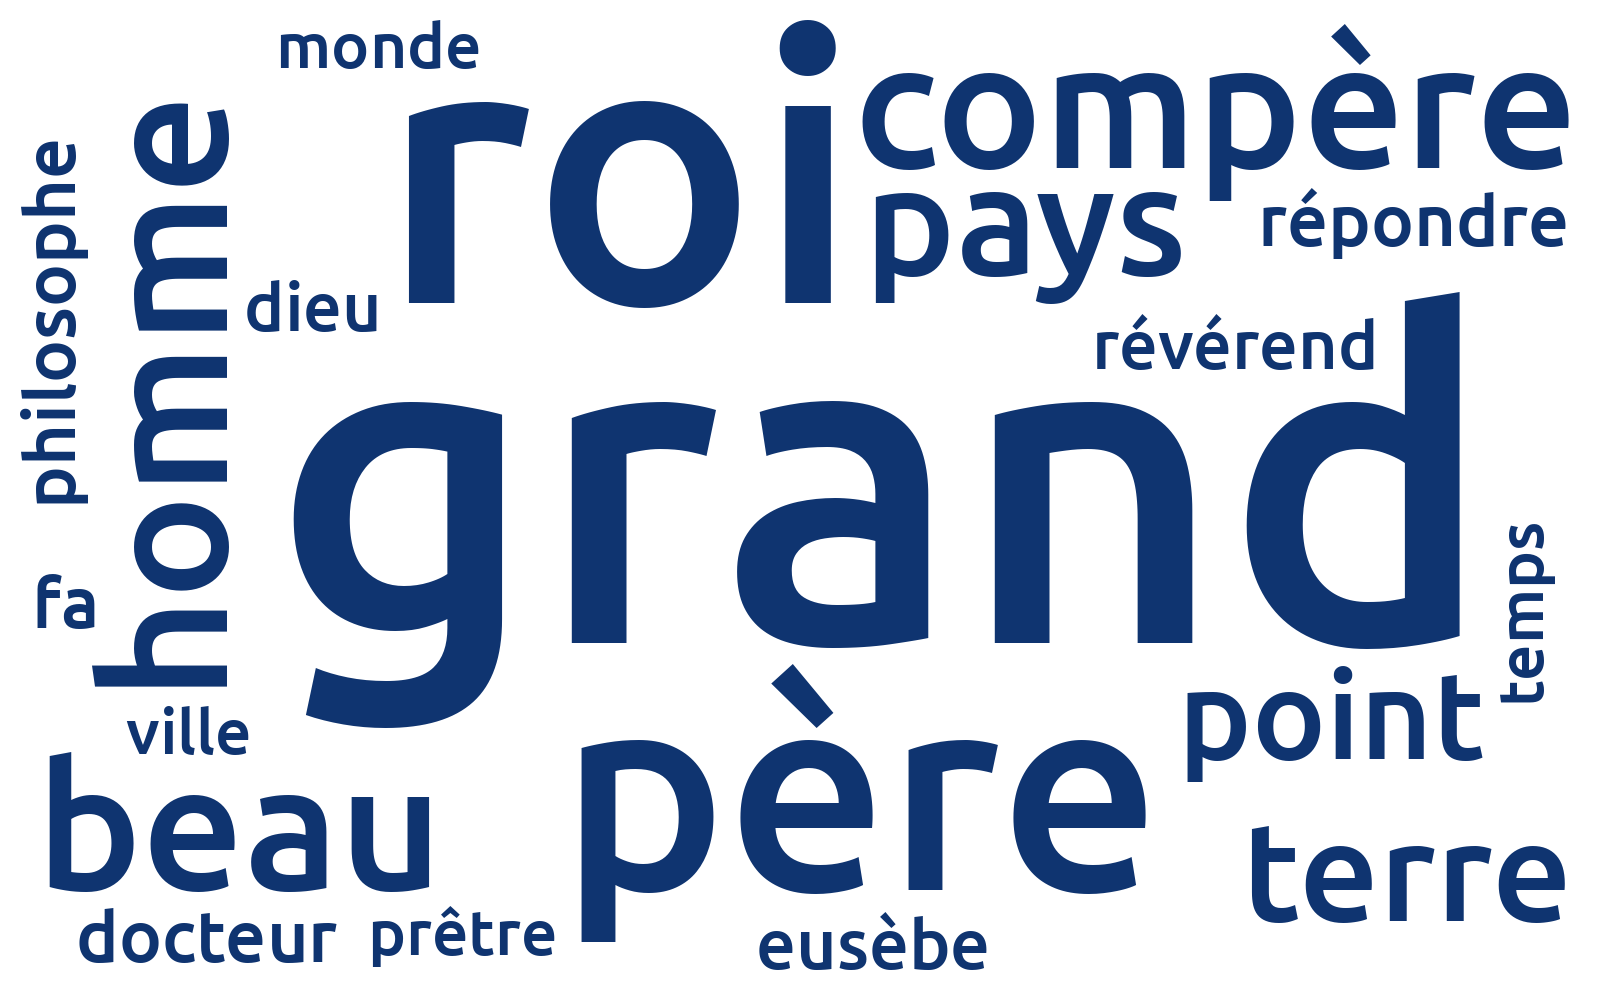 monde
roi
compère
pays
répondre
philosophe
homme
dieu
révérend
grand
fa
temps
ville
point
père
beau
terre
docteur
prêtre
eusèbe